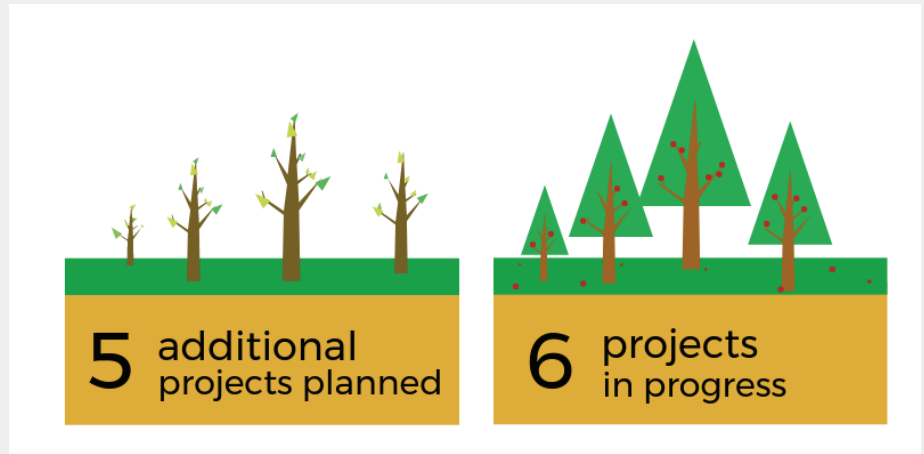 5 additional
projects planned
6 projects
in progress